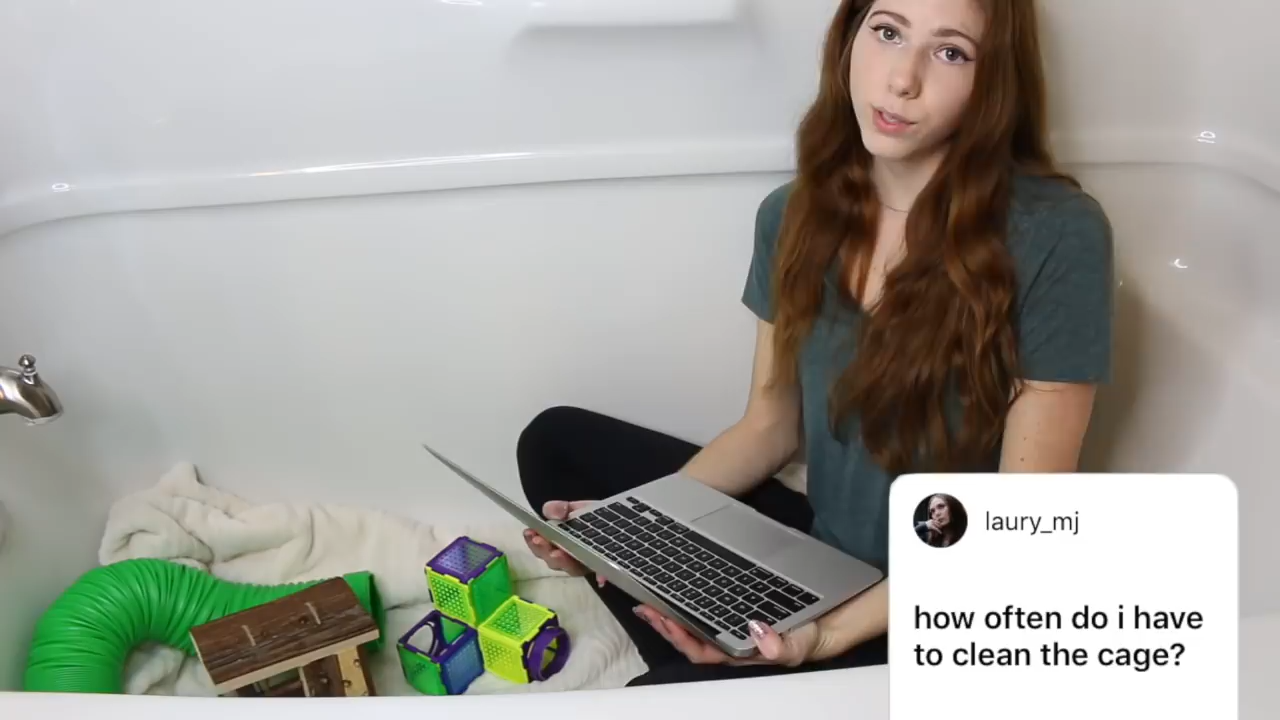 laury_mj
how often do i have
to clean the cage?